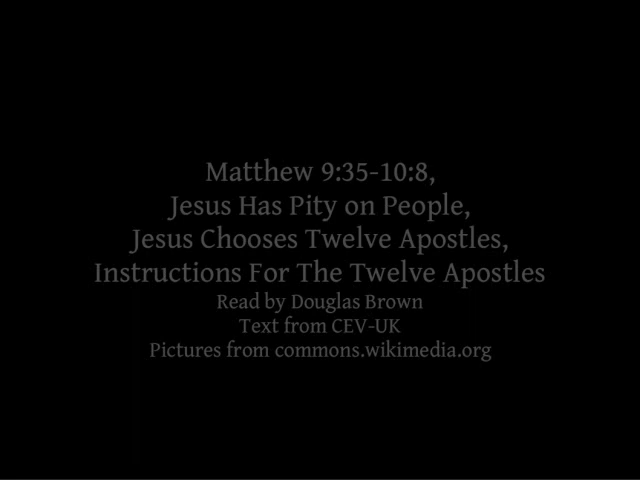 Matthew 9:35-10:8,
Jesus Has Pity on People,
Jesus Chooses Twelve Apostles,
Instructions For The Twelve Apostles
Read by Douglas Brown
Text from CEV-UK
Pictures from commons.wikimedia.org